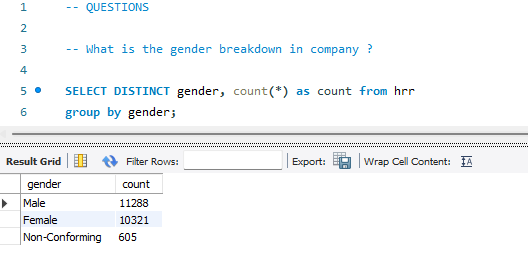 1 -- QUESTIONS
2
3 -- What is the gender breakdown in company ?
4
5 SELECT DISTINCT gender, count(*) as count from hrr
6 group by gender;
Result Grid Filter Rows: Export: Wrap Cell Content: IA
gender count
Male 11288
Female 10321
Non-Conforming 605